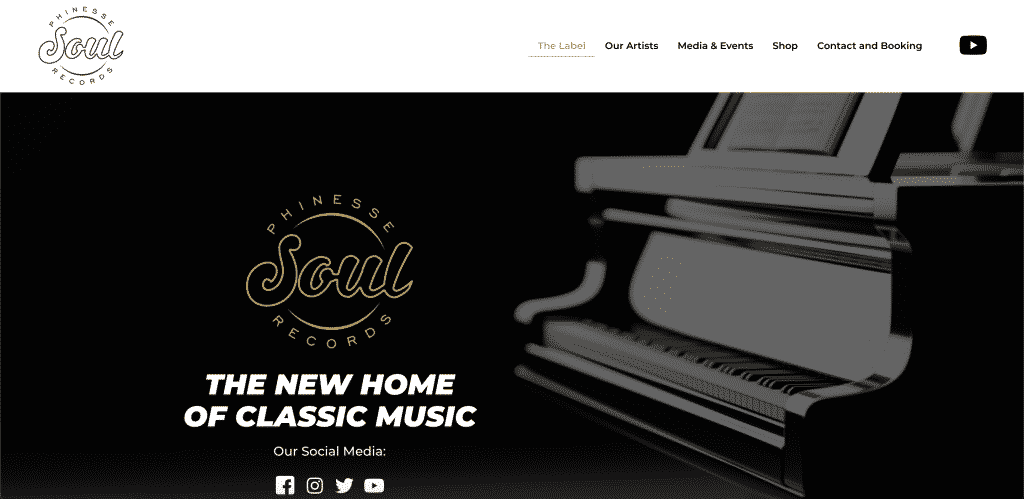 PHINESSE
Soul
RECORDS
The Label
Our Artists
Media & Events
Shop
Contact and Booking
PHINESSE
Soul
RECORDS
THE NEW HOME
OF CLASSIC MUSIC
Our Social Media: